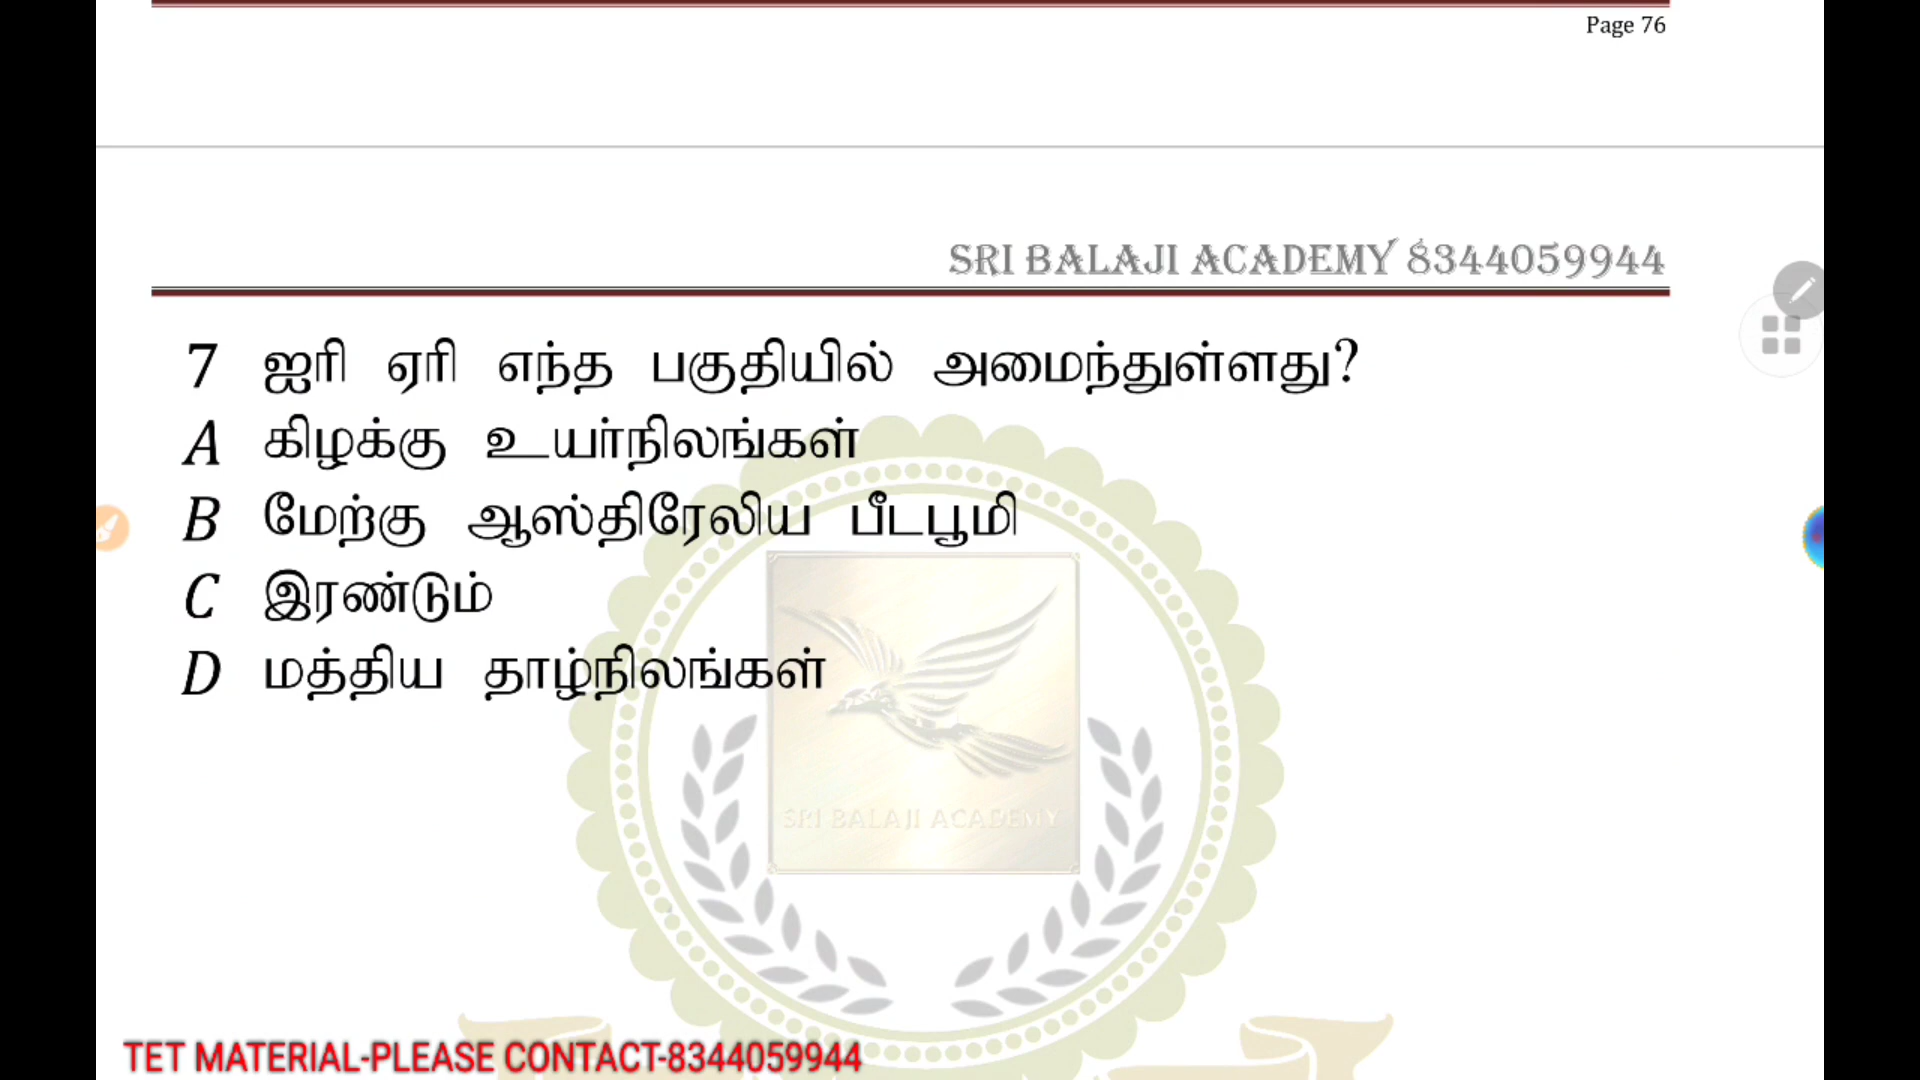 Page 76
SRI BALAJI ACADEMY 8344059944
7 ஐரி ஏரி எந்த பகுதியில் அமைந்துள்ளது?
A கிழக்கு உயர்நிலங்கள்
B மேற்கு ஆஸ்திரேலிய பீடபூமி
C இரண்டும்
D மத்திய தாழ்நிலங்கள்
SRI BALAJI ACADEMY
TET MATERIAL-PLEASE CONTACT-8344059944